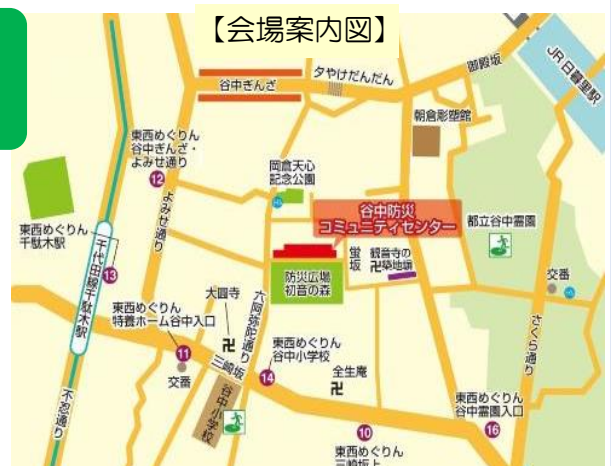 【会場案内図】
JR日暮里駅
御殿坂
夕やけだんだん
谷中ぎんざ
朝倉彫塑館
東西めぐりん
谷中ぎんざ・
よみせ通り
12
よみせ通り
岡倉天心
記念公園
谷中防災
コミュニティセンター
都立谷中霊園
東西めぐりん
千駄木駅
13
千代田線千駄木駅
防災広場
初音の森
蛍
坂
観音寺の
卍築地塀
交番
大圓寺
卍
六阿弥陀通り
東西めぐりん
特養ホーム谷中入口
11
交番
三崎坂
東西めぐりん
谷中小学校
14
全生庵
卍
さくら通り
不忍通り
谷中小学校
10
東西めぐりん
三崎坂上
東西めぐりん
谷中霊園入口
16